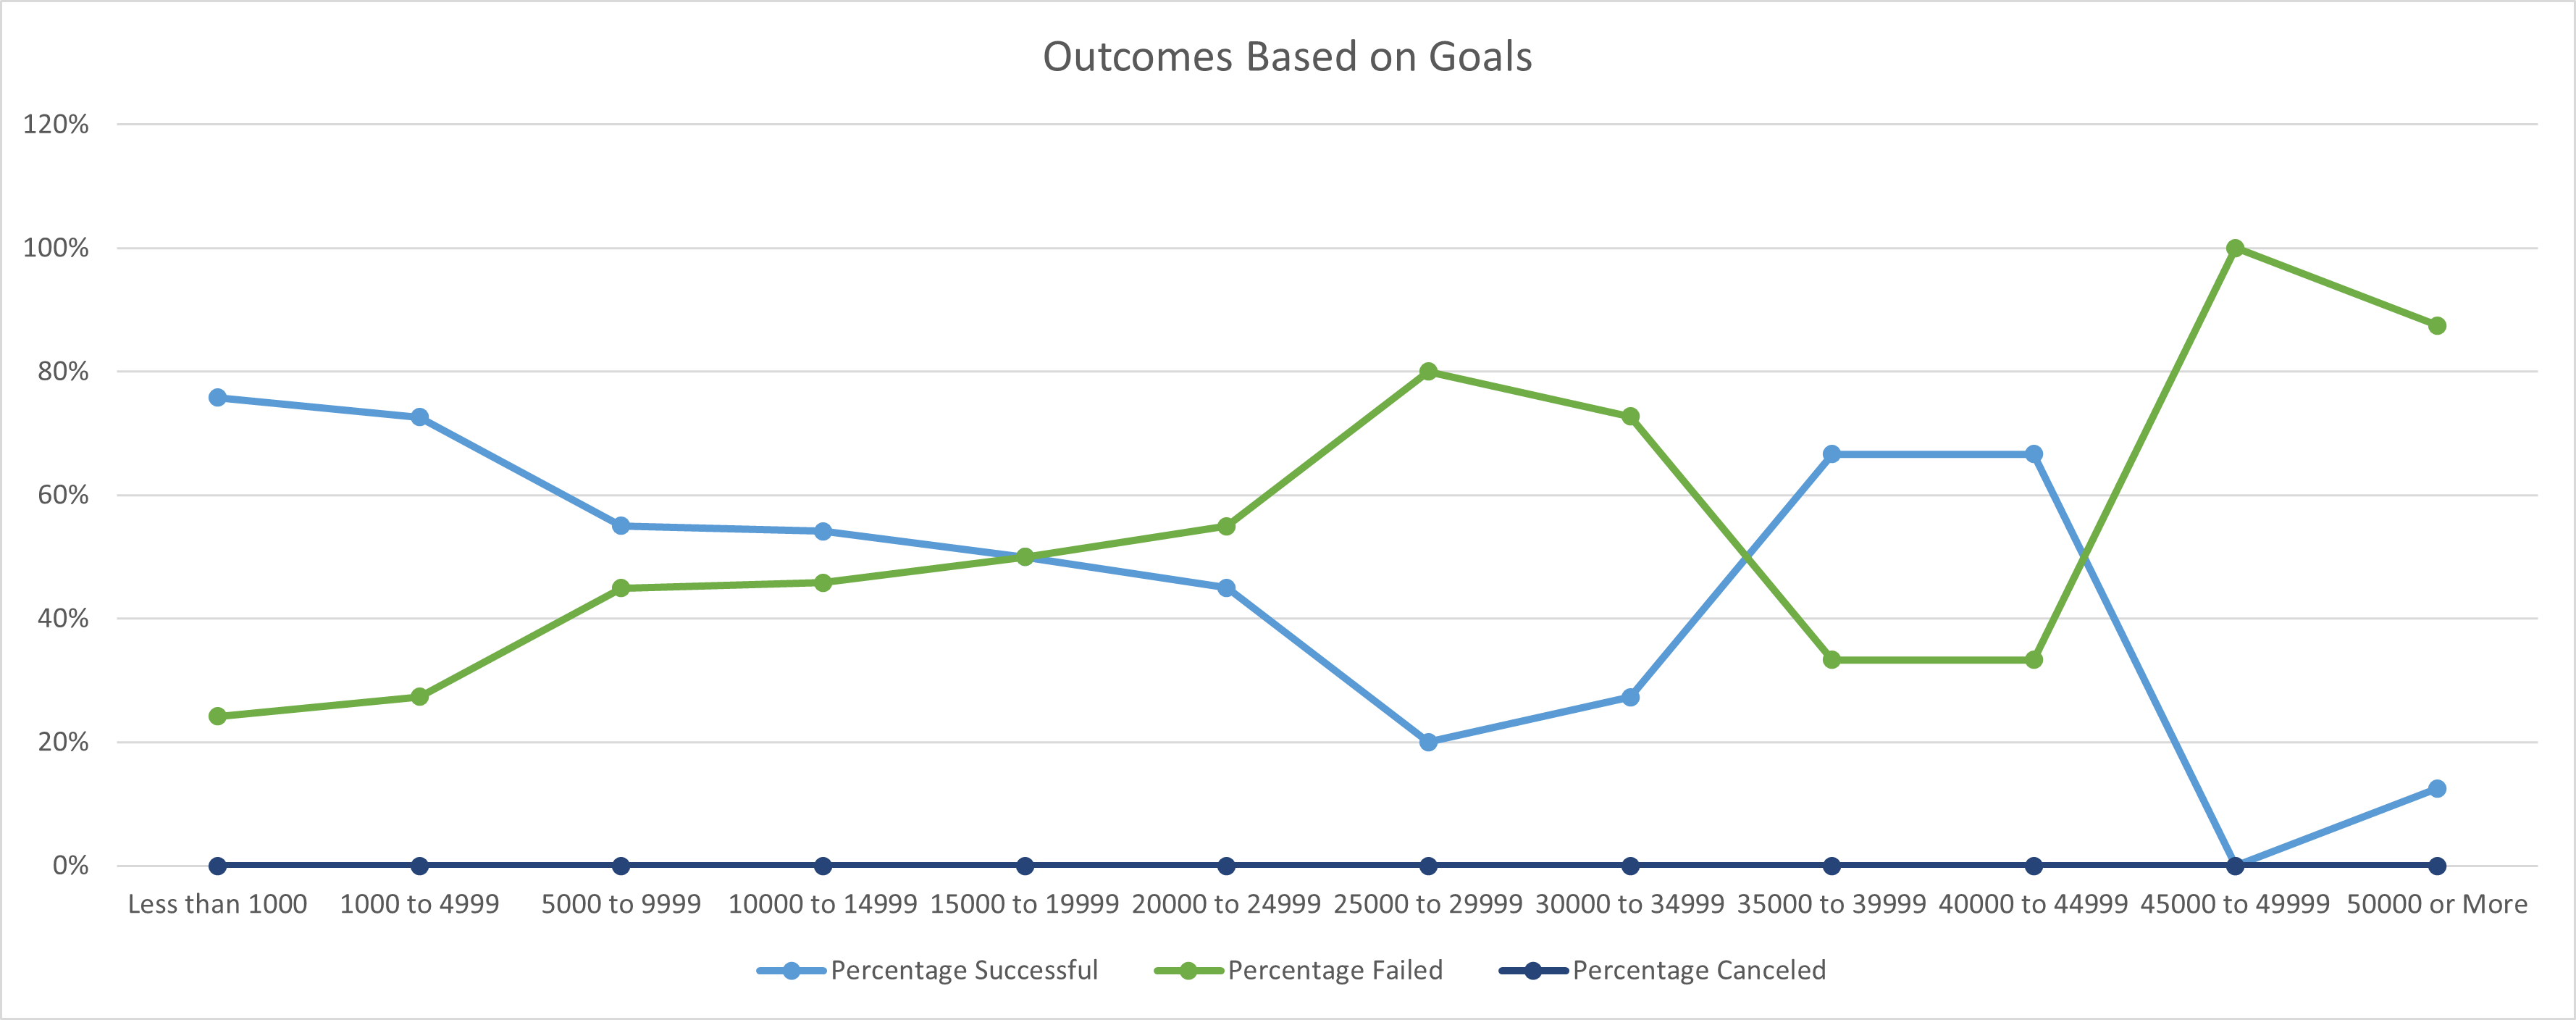 Outcomes Based on Goals
120%
100%
80%
60%
40%
20%
0%
Less than 1000 1000 to 4999 5000 to 9999 10000 to 14999 15000 to 19999 20000 to 24999 25000 to 29999 30000 to 34999 35000 to 39999 40000 to 44999 45000 to 49999 50000 or More
Percentage Successful Percentage Failed Percentage Canceled